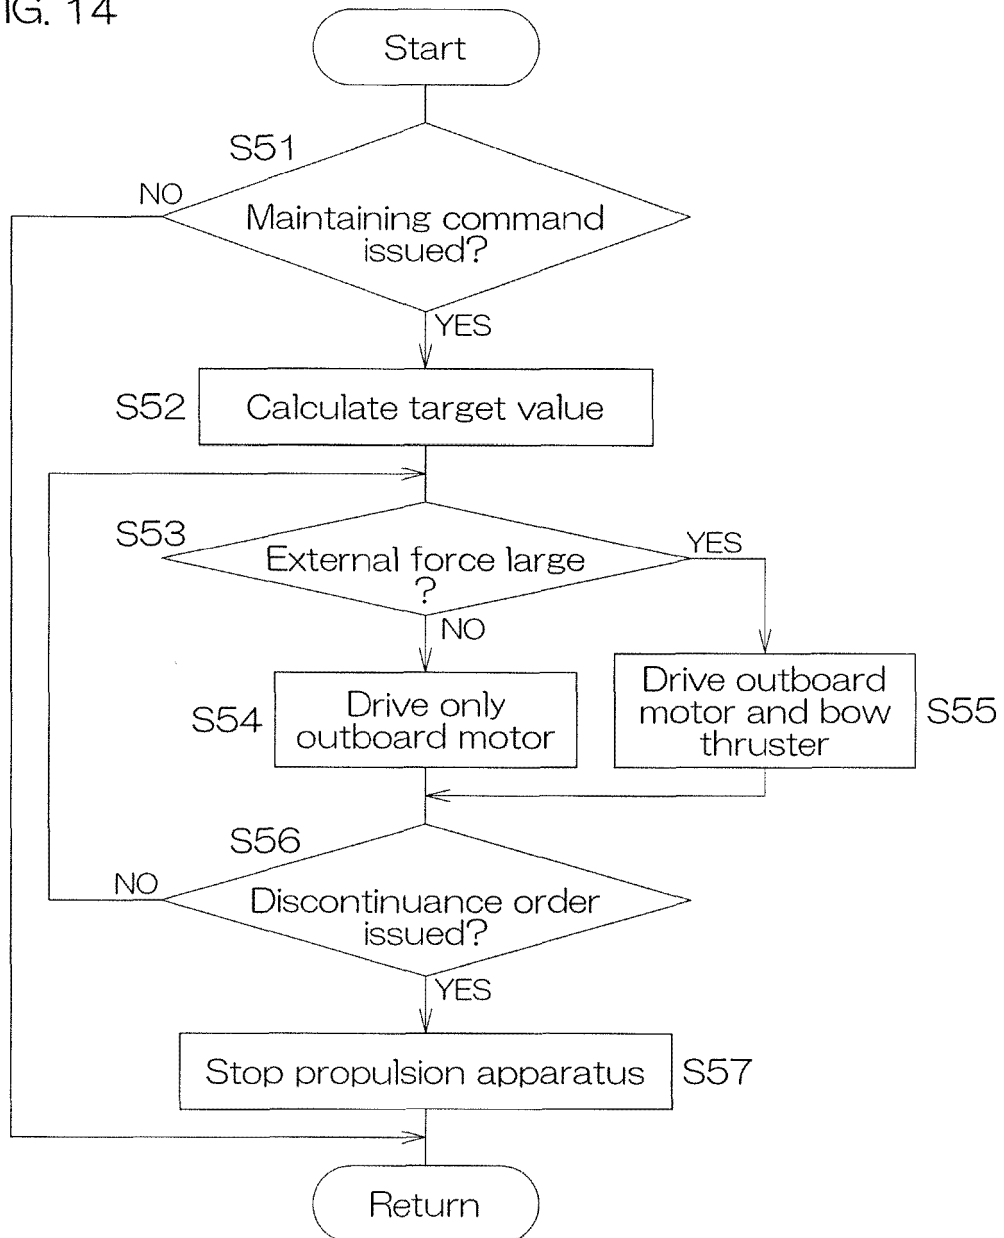 IG. 14
Start
S51
NO
Maintaining command
issued?
YES
S52
Calculate target value
S53
External force large
?
YES
NO
S54
Drive only
outboard motor
Drive outboard
motor and bow
thruster
S55
S56
NO
Discontinuance order
issued?
YES
Stop propulsion apparatus
S57
Return